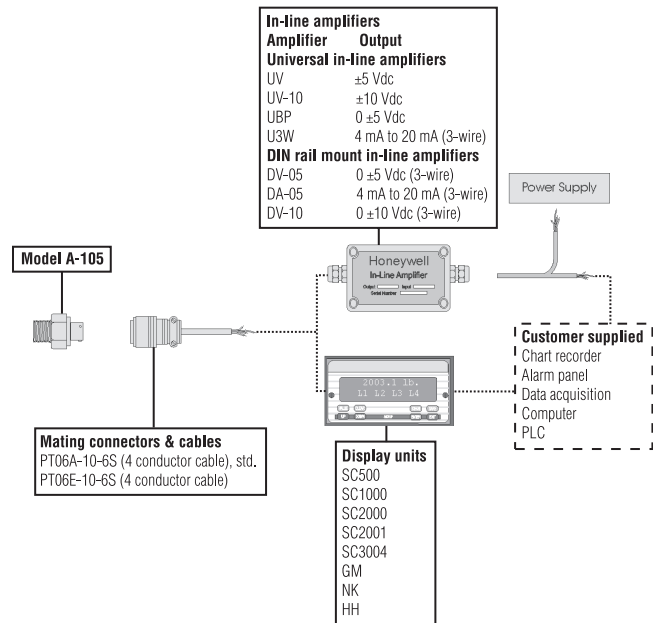 In-line amplifiers
Amplifier Output
Universal in-line amplifiers
UV ±5 Vdc
UV-10 ±10 Vdc
UBP 0 ±5 Vdc
U3W 4 mA to 20 mA (3-wire)
DIN rail mount in-line amplifiers
DV-05 0 ±5 Vdc (3-wire)
DA-05 4 mA to 20 mA (3-wire)
DV-10 0 ±10 Vdc (3-wire)
Power Supply
Model A-105
Honeywell
In-Line Amplifier
Output Input
Serial Number
2003.1 lb.
L1 L2 L3 L4
Customer supplied
Chart recorder
Alarm panel
Data acquisition
Computer
PLC
Mating connectors & cables
PT06A-10-6S (4 conductor cable), std.
PT06E-10-6S (4 conductor cable)
Display units
SC500
SC1000
SC2000
SC2001
SC3004
GM
NK
HH